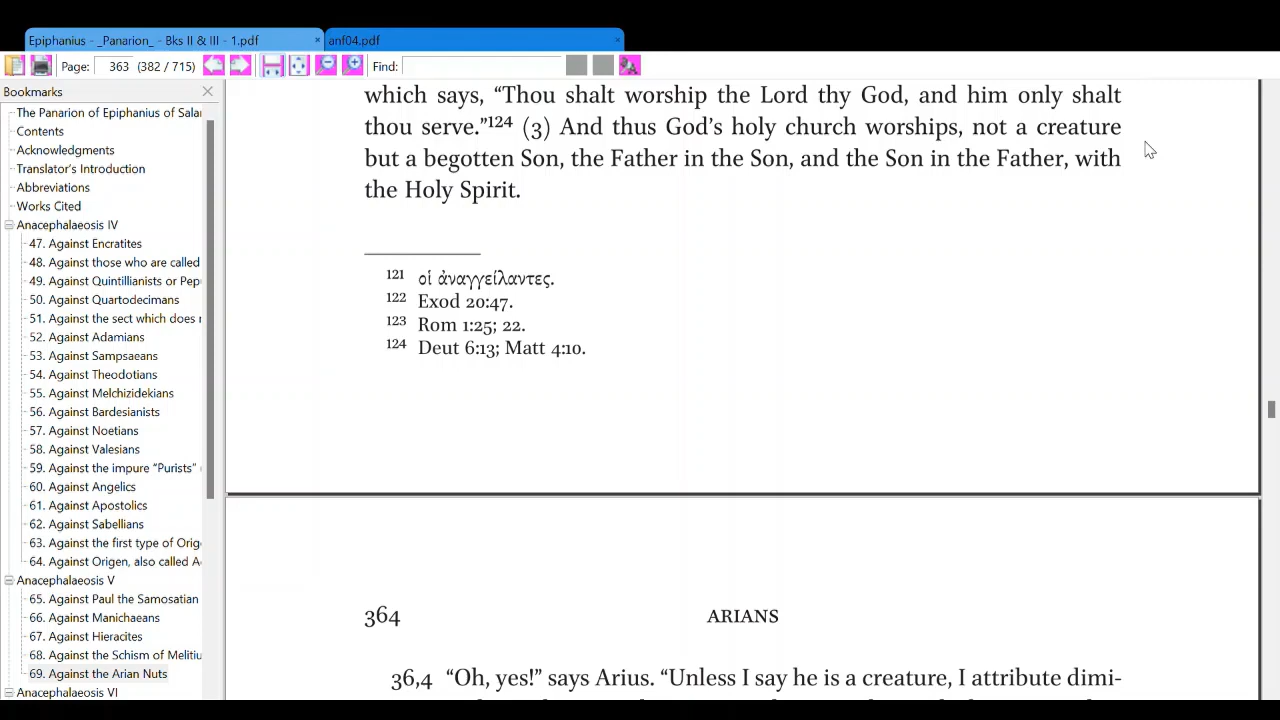 Epiphanius - _Panarion_ - Bks II & III - 1.pdf
anf04.pdf
Page: 363 (382 / 715)
Find:
Bookmarks
The Panarion of Epiphanius of Salar
Contents
Acknowledgments
Translator's Introduction
Abbreviations
Works Cited
Anacephalaeosis IV
47. Against Encratites
48. Against those who are called
49. Against Quintillianists or Pep
50. Against Quartodecimans
51. Against the sect which does r
52. Against Adamians
53. Against Sampsaeans
54. Against Theodotians
55. Against Melchizidekians
56. Against Bardesianists
57. Against Noetians
58. Against Valesians
59. Against the impure “Purists” (
60. Against Angelics
61. Against Apostolics
62. Against Sabellians
63. Against the first type of Orig
64. Against Origen, also called A
Anacephalaeosis V
65. Against Paul the Samosatian
66. Against Manichaeans
67. Against Hieracites
68. Against the Schism of Melitiu
69. Against the Arian Nuts
Anacephalaeosis VI
which says, “Thou shalt worship the Lord thy God, and him only shalt
thou serve.”124 (3) And thus God’s holy church worships, not a creature
but a begotten Son, the Father in the Son, and the Son in the Father, with
the Holy Spirit.
121 οἱ ἀναγγείλαντες.
122 Exod 20:47.
123 Rom 1:25; 22.
124 Deut 6:13; Matt 4:10.
364 ARIANS
36,4 “Oh, yes!” says Arius. “Unless I say he is a creature, I attribute dimi-